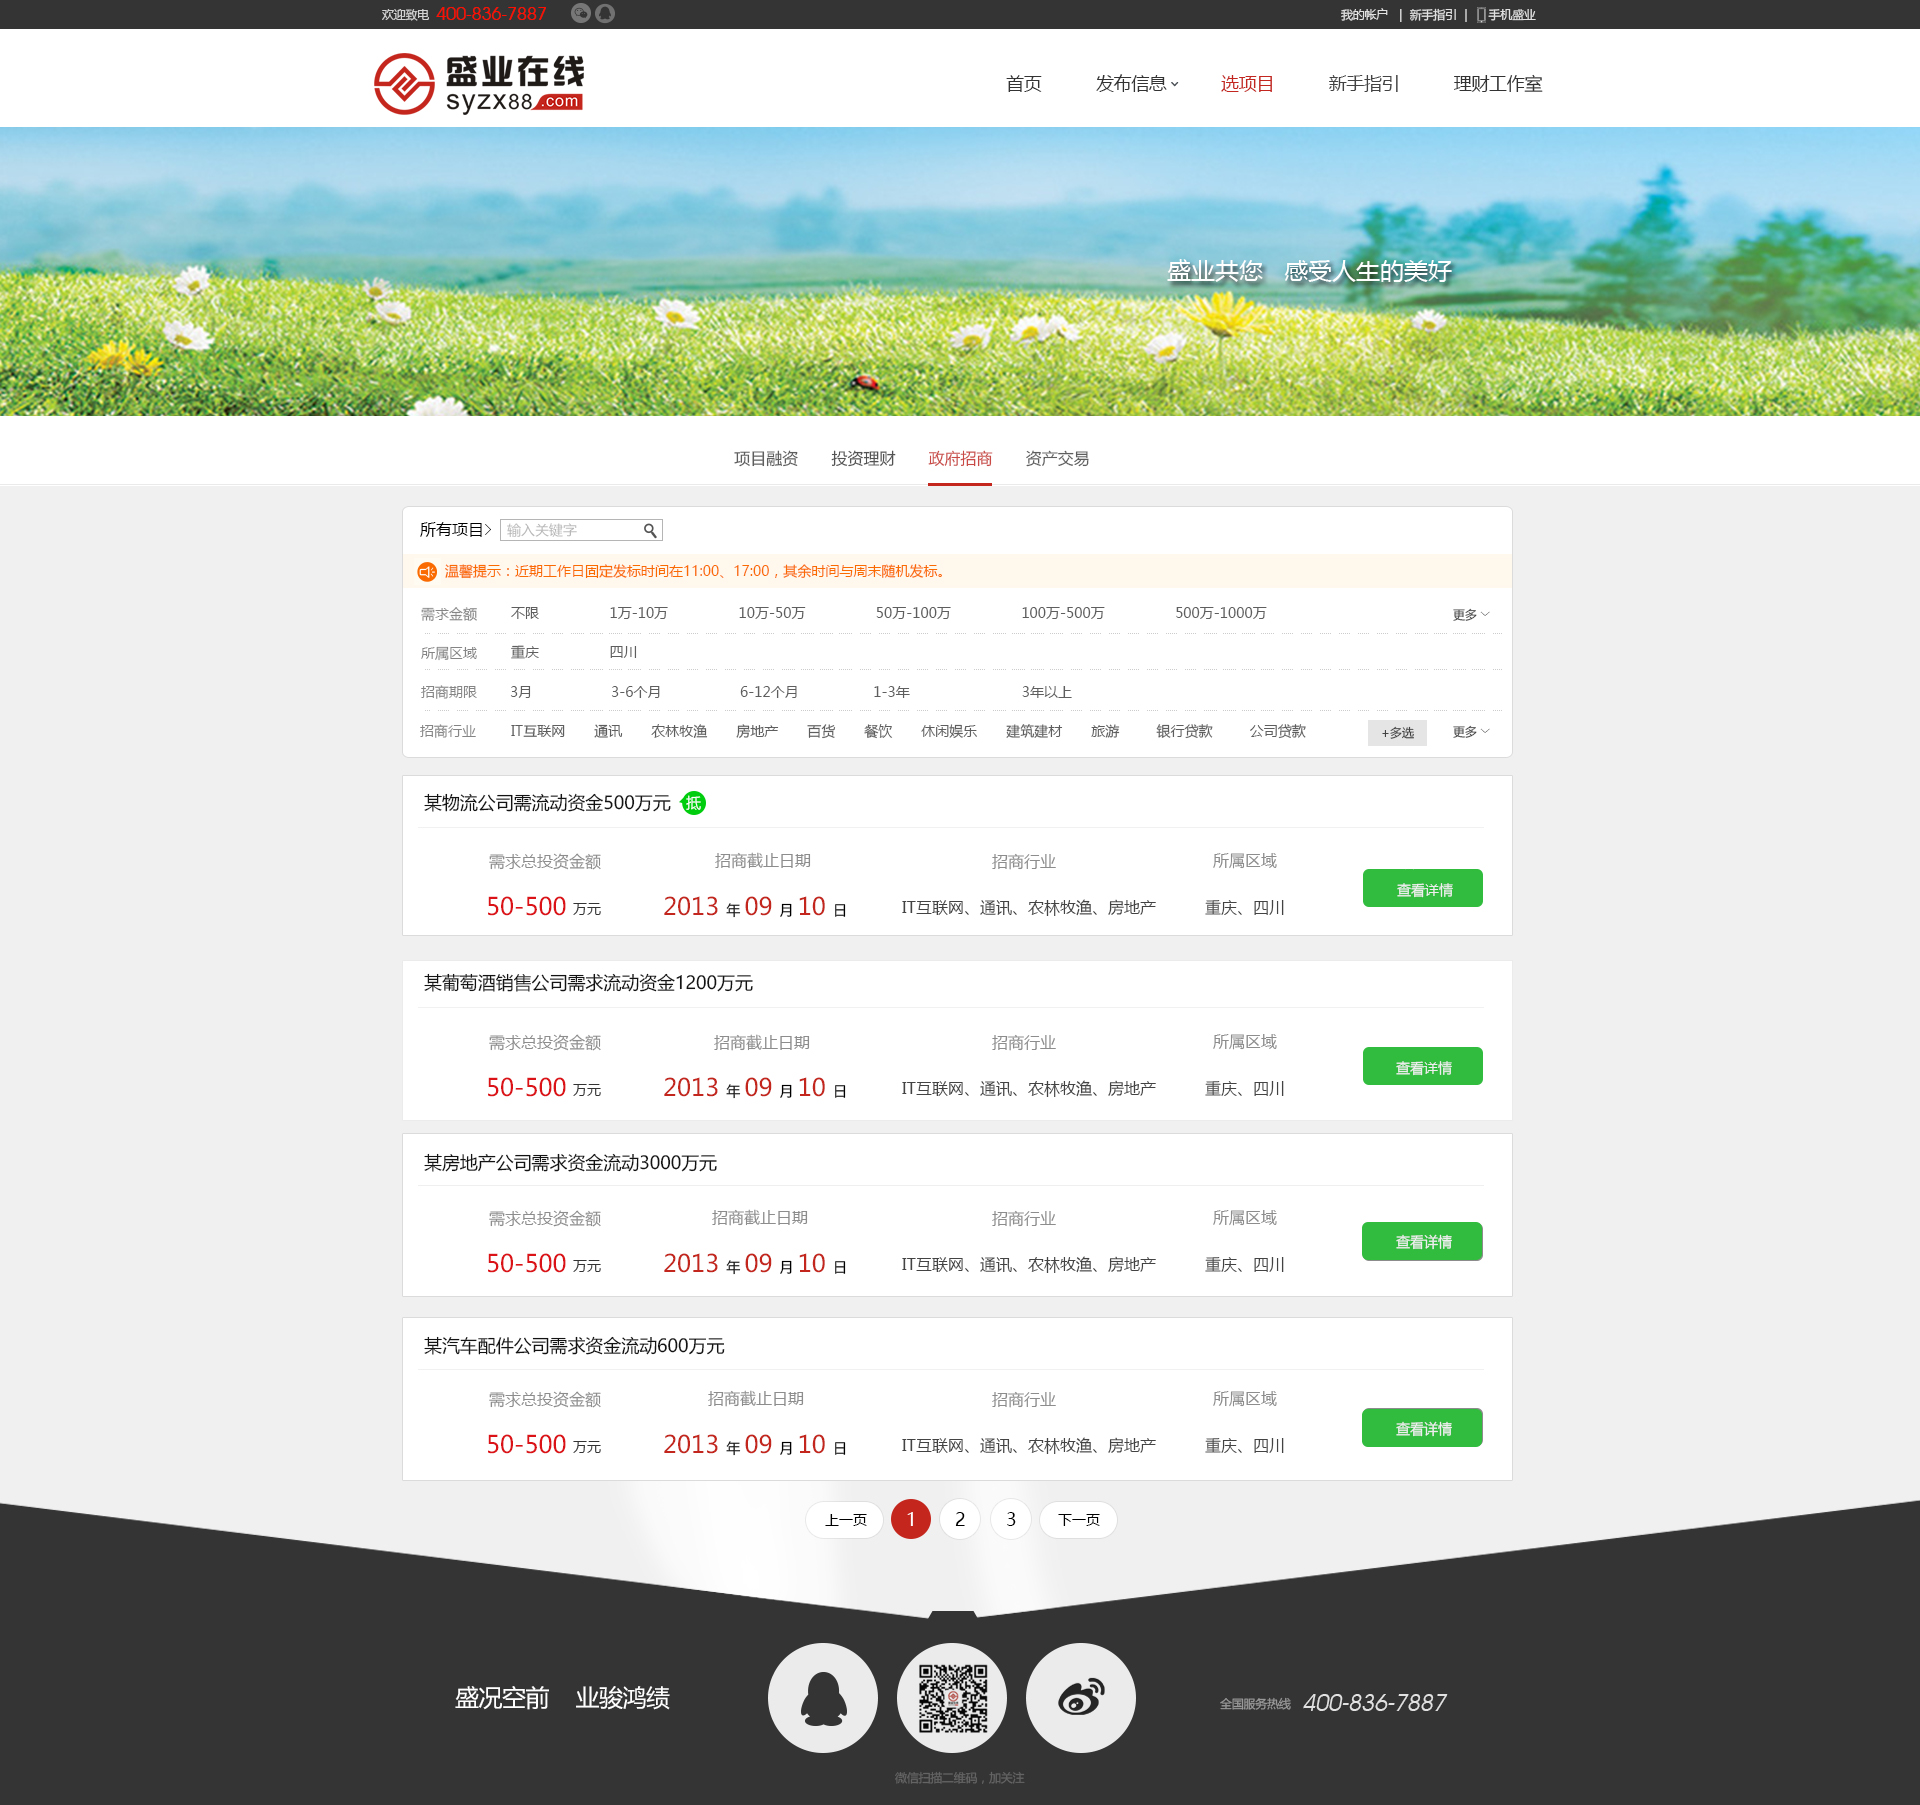 欢迎致电 400-836-7887 我的帐户 | 新手指引 | 手机盛业
盛业在线
syzx88.com
首页 发布信息 选项目 新手指引 理财工作室
盛业共您 感受人生的美好
项目融资 投资理财 政府招商 资产交易
所有项目 输入关键字
温馨提示：近期工作日固定发标时间在11:00、17:00，其余时间与周末随机发标。
需求金额 不限 1万-10万 10万-50万 50万-100万 100万-500万 500万-1000万 更多
所属区域 重庆 四川
招商期限 3月 3-6个月 6-12个月 1-3年 3年以上
招商行业 IT互联网 通讯 农林牧渔 房地产 百货 餐饮 休闲娱乐 建筑建材 旅游 银行贷款 公司贷款 +多选 更多
某物流公司需流动资金500万元 抵
需求总投资金额 招商截止日期 招商行业 所属区域
50-500 万元 2013 年 09 月 10 日 IT互联网、通讯、农林牧渔、房地产 重庆、四川 查看详情
某葡萄酒销售公司需求流动资金1200万元
需求总投资金额 招商截止日期 招商行业 所属区域
50-500 万元 2013 年 09 月 10 日 IT互联网、通讯、农林牧渔、房地产 重庆、四川 查看详情
某房地产公司需求资金流动3000万元
需求总投资金额 招商截止日期 招商行业 所属区域
50-500 万元 2013 年 09 月 10 日 IT互联网、通讯、农林牧渔、房地产 重庆、四川 查看详情
某汽车配件公司需求资金流动600万元
需求总投资金额 招商截止日期 招商行业 所属区域
50-500 万元 2013 年 09 月 10 日 IT互联网、通讯、农林牧渔、房地产 重庆、四川 查看详情
上一页 1 2 3 下一页
盛况空前 业骏鸿绩 全国服务热线 400-836-7887
微信扫描二维码，加关注